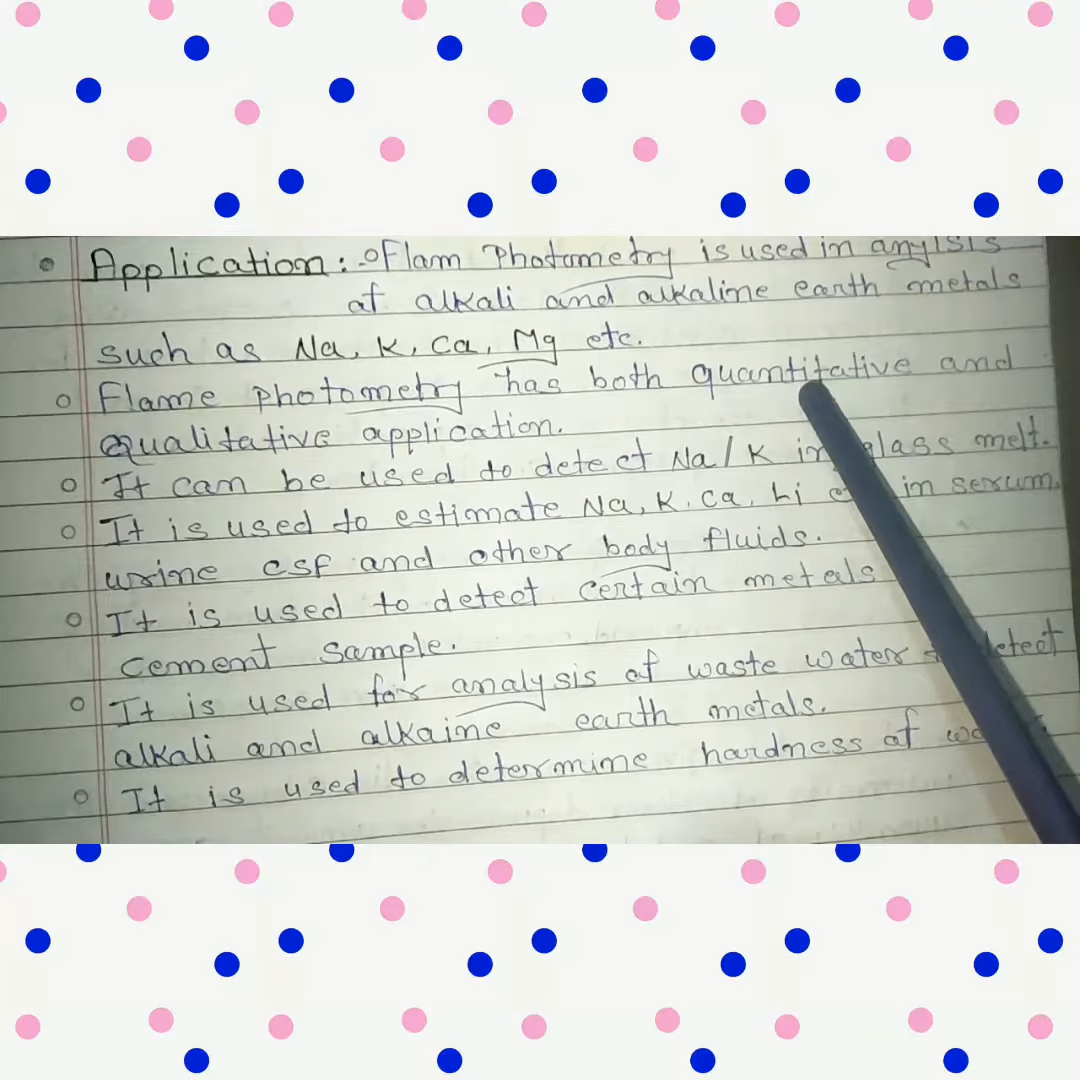 Application: Flam Photometry is used in anylsis
of alkali and alkaline earth metals
such as Na, K, Ca, Mg etc.
Flame photometry has both quantitative and
qualitative application.
It can be used to detect Na/K in glass melt.
It is used to estimate Na, K, Ca, Li in serum,
urine csf and other body fluids.
It is used to detect certain metals
cement sample.
It is used for analysis of waste water detect
alkali and alkaine earth metals.
It is used to determine hardness of